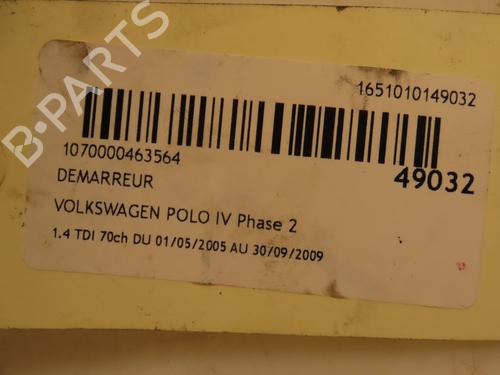 B-PARTS
1651010149032
1070000463564
49032
DEMARREUR
VOLKSWAGEN POLO IV Phase 2
1.4 TDI 70ch DU 01/05/2005 AU 30/09/2009